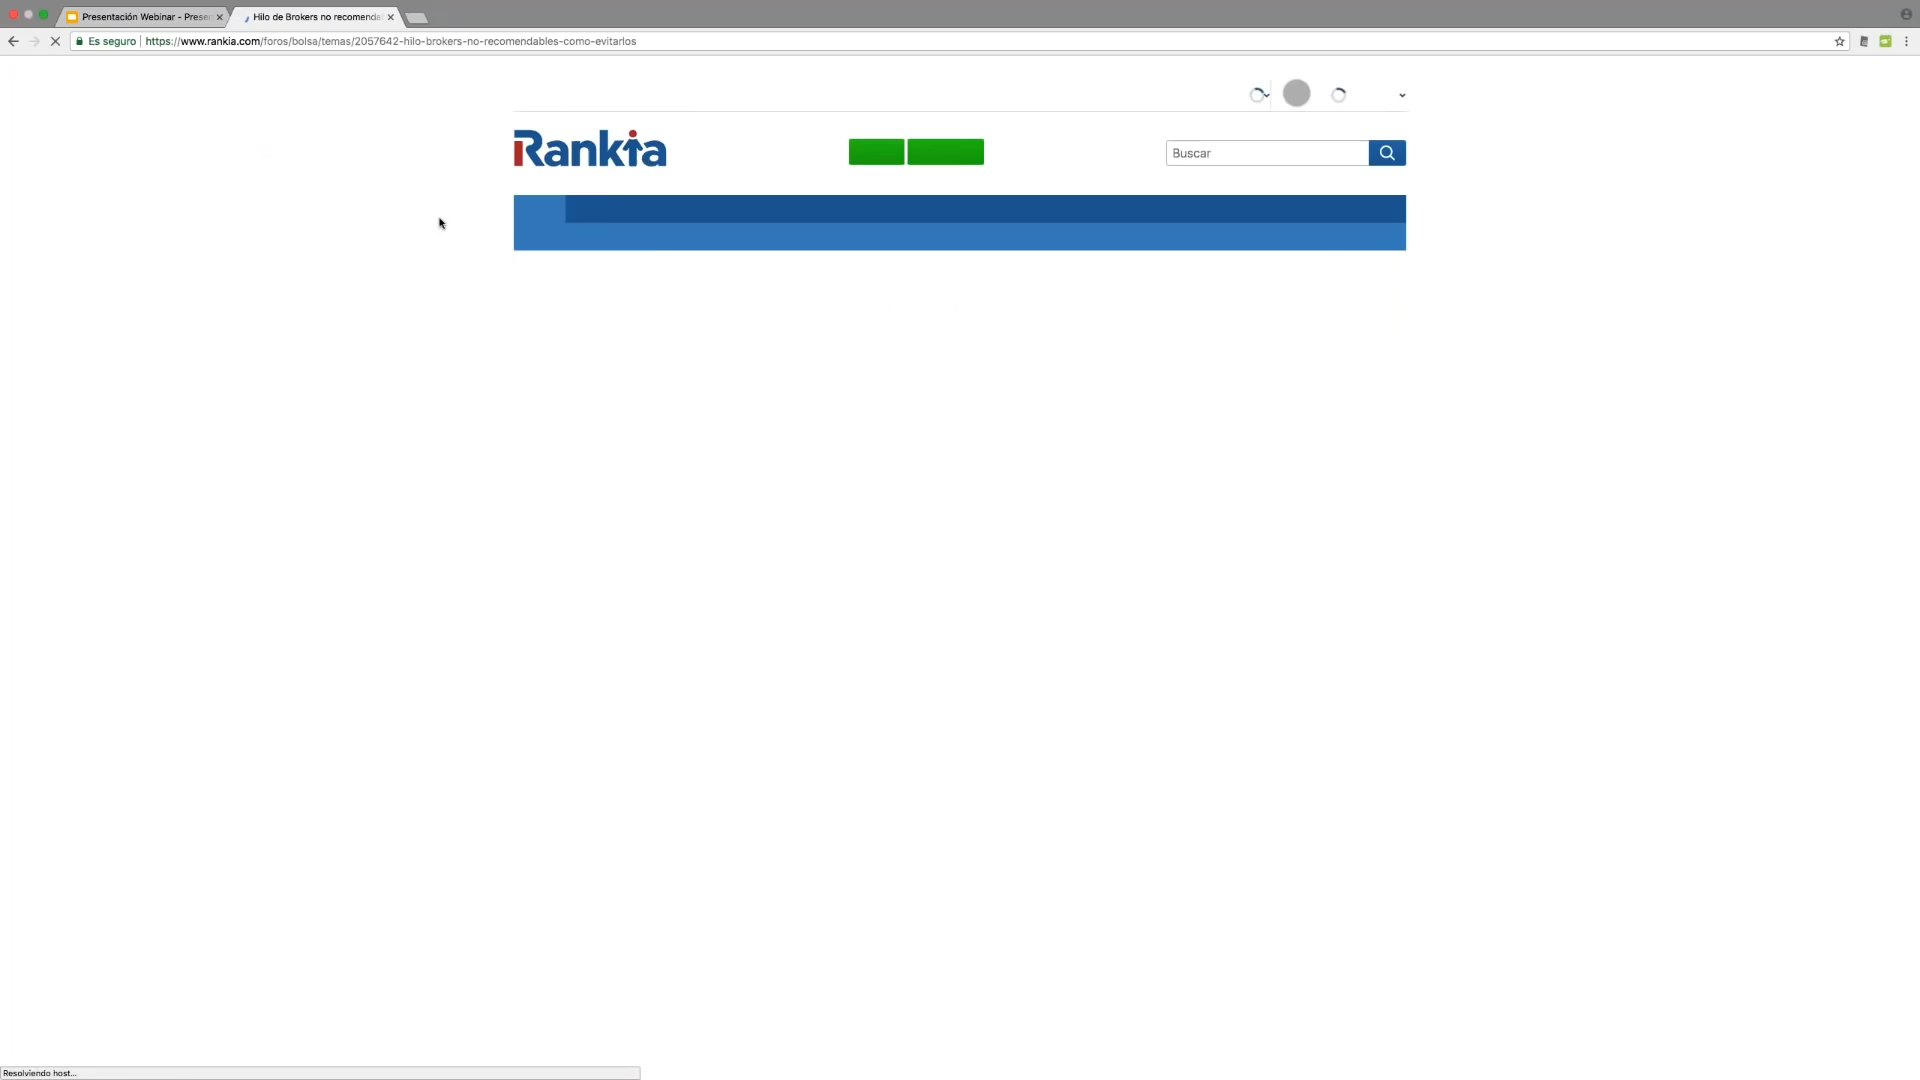 Presentación Webinar - Presen
Hilo de Brokers no recomenda
Es seguro
https://www.rankia.com/foros/bolsa/temas/2057642-hilo-brokers-no-recomendables-como-evitarlos
Rankia
Buscar
Resolviendo host...